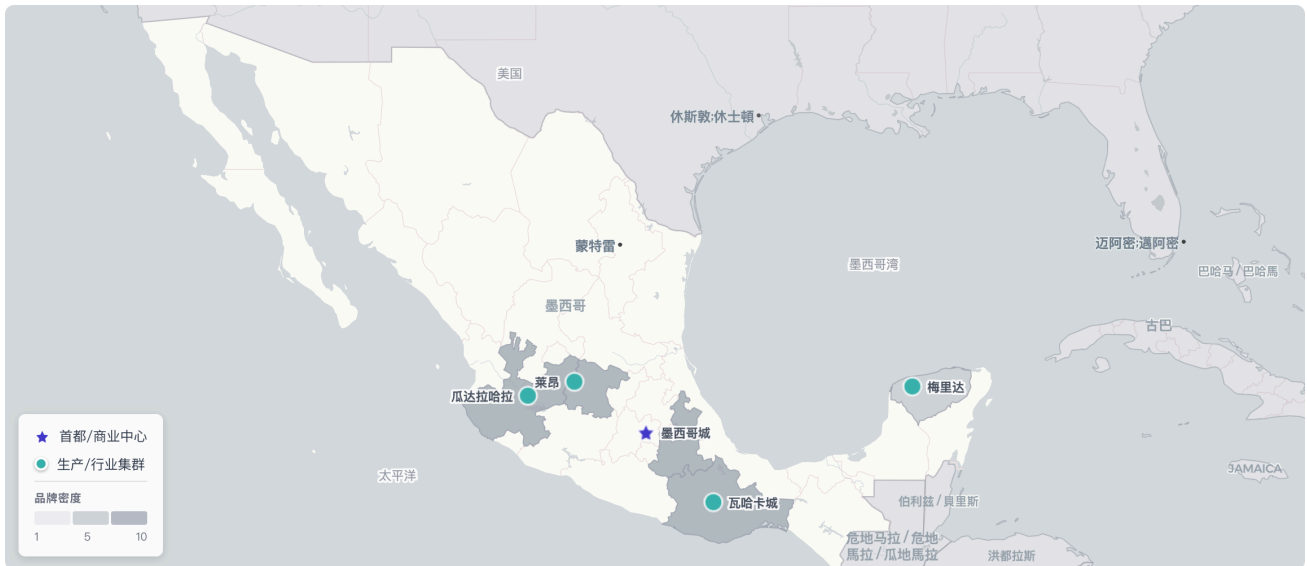 美国
休斯敦;休士頓
蒙特雷
迈阿密;邁阿密
墨西哥湾
巴哈马/巴哈馬
墨西哥
古巴
莱昂
瓜达拉哈拉
梅里达
墨西哥城
太平洋
JAMAICA
瓦哈卡城
伯利兹/貝里斯
危地马拉/危地
馬拉/瓜地馬拉
洪都拉斯
首都/商业中心
生产/行业集群
品牌密度
1 5 10